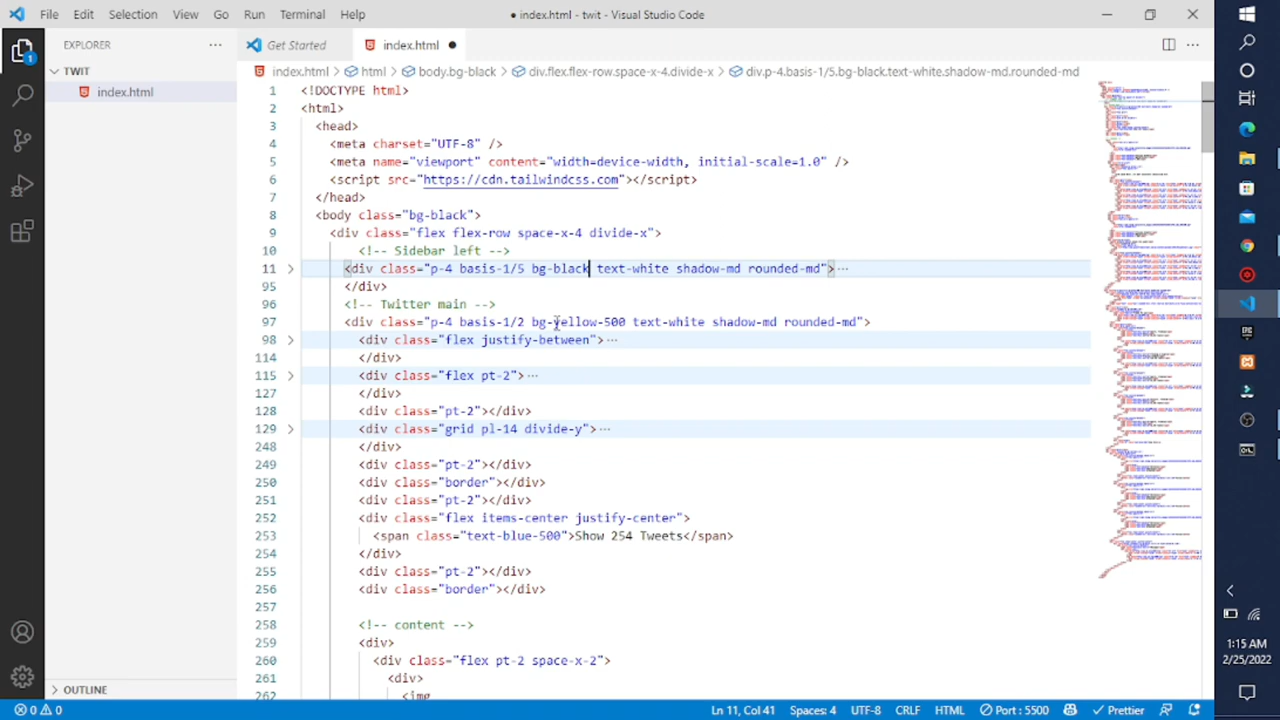 File Edit Selection View Go Run Terminal Help
● index.html - twit - Visual Studio Code
EXPLORER
Get Started
index.html
TWIT
index.html
index.html > html > body.bg-black > div.flex.flex-row.space-x-4.divide-x > div.p-4.basis-1/5.bg-black.text-white.shadow-md.rounded-md
1 <!DOCTYPE html>
2 <html>
3 <head>
4 <meta charset="UTF-8" />
5 <meta name="viewport" content="width=device-width, initial-scale=1.0" />
6 <script src="https://cdn.tailwindcss.com"></script>
7 </head>
8 <body class="bg-black">
9 <div class="flex flex-row space-x-4 divide-x">
10 <!-- Sidebar left -->
11 <div class="p-4 basis-1/5 bg-black text-white shadow-md rounded-md">
95 </div>
96 <!-- Twitter main -->
97 <div class="p-4 basis-1/2 bg-yellow-500 text-white shadow-md rounded-md"
98 <div class="flex justify-between">
114 </div>
115 <div class="flex pt-2">
127 </div>
128 <div class="pt-2"></div>
129 <div class="grid ml-14 divide-y">
248 </div>
249 <div class="pt-2"></div>
250 <div class="border"></div>
251 <div class="pt-2"></div>
252 <div class="flex items-center justify-center">
253 <span class="text-blue-500">Show 254 Tweets</span>
254 </div>
255 <div class="pt-2"></div>
256 <div class="border"></div>
257
258 <!-- content -->
259 <div>
260 <div class="flex pt-2 space-x-2">
261 <div>
262 <img
OUTLINE
0 0
Ln 11, Col 41 Spaces: 4 UTF-8 CRLF HTML Port : 5500 Prettier
1:15 AM
2/25/2022